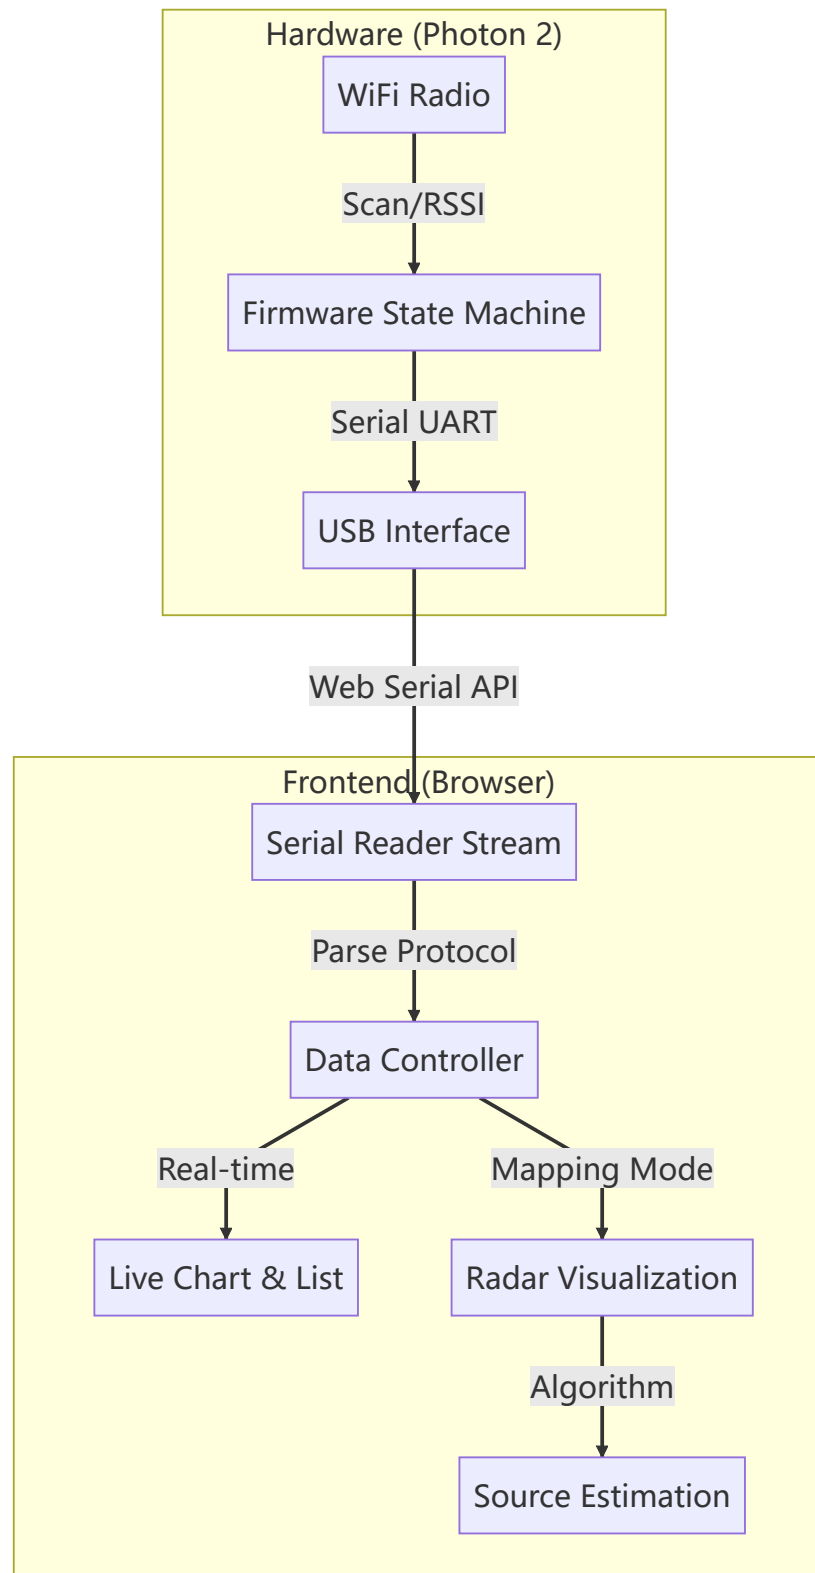 Hardware (Photon 2)
WiFi Radio
Scan/RSSI
Firmware State Machine
Serial UART
USB Interface
Web Serial API
Frontend (Browser)
Serial Reader Stream
Parse Protocol
Data Controller
Real-time
Mapping Mode
Live Chart & List
Radar Visualization
Algorithm
Source Estimation